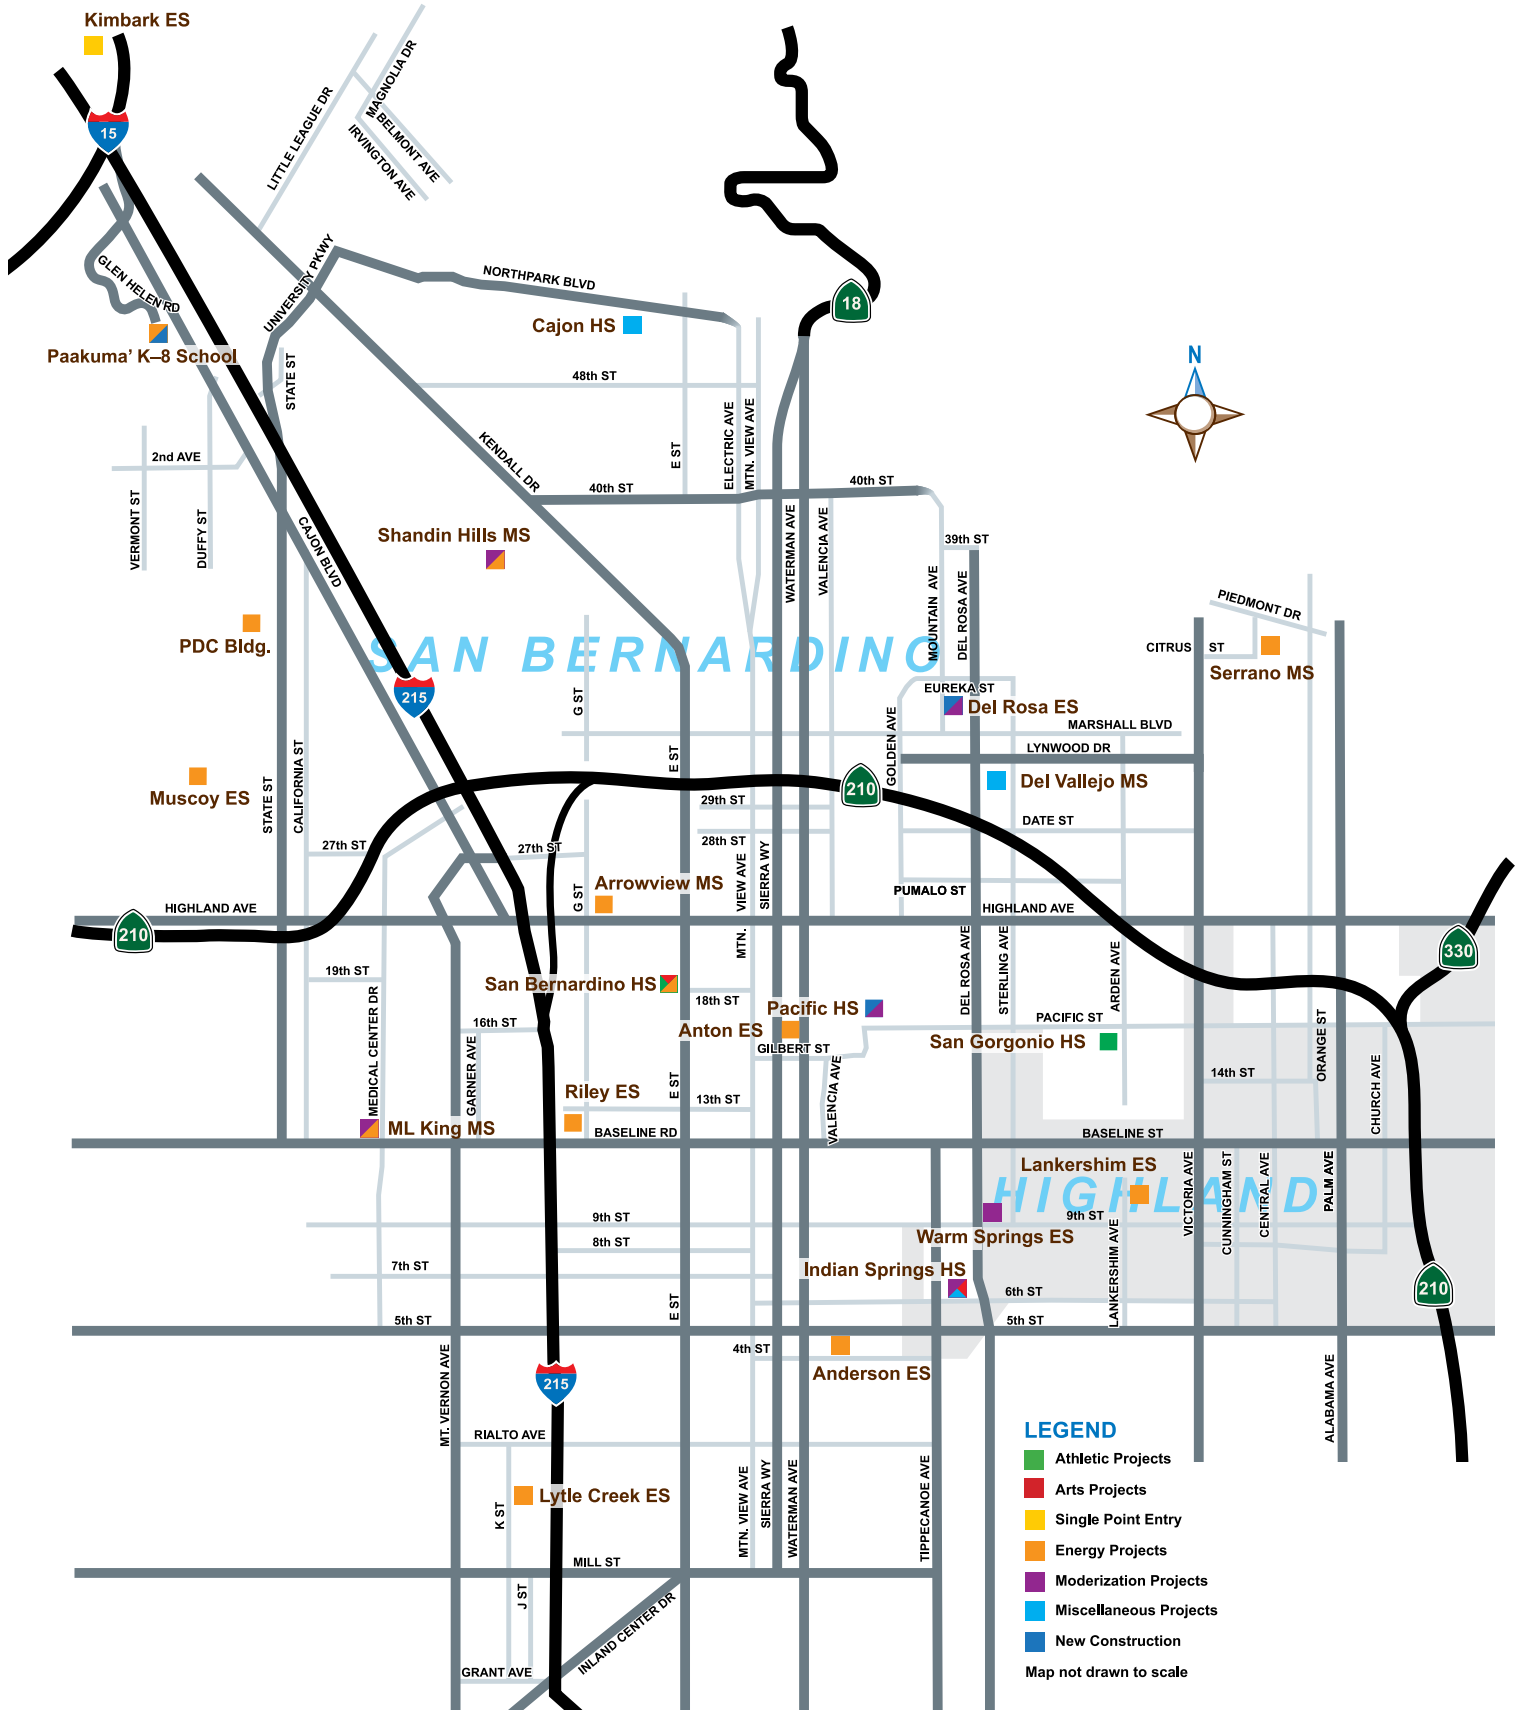 Kimbark ES
15
LITTLE LEAGUE DR
MAGNOLIA DR
BELMONT AVE
IRVINGTON AVE
GLEN HELEN RD
UNIVERSITY PKWY
NORTHPARK BLVD
18
Cajon HS
N
Paakuma’ K–8 School
STATE ST
48th ST
2nd AVE
VERMONT ST
DUFFY ST
KENDALL DR
E ST
ELECTRIC AVE
MTN. VIEW AVE
40th ST
40th ST
CAJON BLVD
Shandin Hills MS
WATERMAN AVE
VALENCIA AVE
39th ST
MOUNTAIN AVE
DEL ROSA AVE
PIEDMONT DR
PDC Bldg.
SAN BERNARDINO
CITRUS ST
Serrano MS
215
G ST
EUREKA ST
Del Rosa ES
GOLDEN AVE
MARSHALL BLVD
LYNWOOD DR
E ST
Muscoy ES
STATE ST
CALIFORNIA ST
210
Del Vallejo MS
29th ST
DATE ST
28th ST
27th ST
27th ST
MTN. VIEW AVE
SIERRA WY
G ST
Arrowview MS
PUMALO ST
HIGHLAND AVE
HIGHLAND AVE
210
330
DEL ROSA AVE
STERLING AVE
ARDEN AVE
19th ST
San Bernardino HS
18th ST
MEDICAL CENTER DR
Pacific HS
16th ST
Anton ES
PACIFIC ST
GILBERT ST
San Gorgonio HS
ORANGE ST
GARNER AVE
E ST
VALENCIA AVE
14th ST
CHURCH AVE
Riley ES
13th ST
ML King MS
BASELINE RD
BASELINE ST
Lankershim ES
VICTORIA AVE
CUNNINGHAM ST
CENTRAL AVE
PALM AVE
HIGHLAND
9th ST
9th ST
Warm Springs ES
8th ST
LANKERSHIM AVE
7th ST
Indian Springs HS
210
6th ST
E ST
5th ST
5th ST
4th ST
Anderson ES
215
MT. VERNON AVE
ALABAMA AVE
RIALTO AVE
LEGEND
Athletic Projects
Arts Projects
Single Point Entry
Energy Projects
Moderization Projects
Miscellaneous Projects
New Construction
Map not drawn to scale
Lytle Creek ES
K ST
MTN. VIEW AVE
SIERRA WY
WATERMAN AVE
TIPPECANOE AVE
MILL ST
J ST
INLAND CENTER DR
GRANT AVE